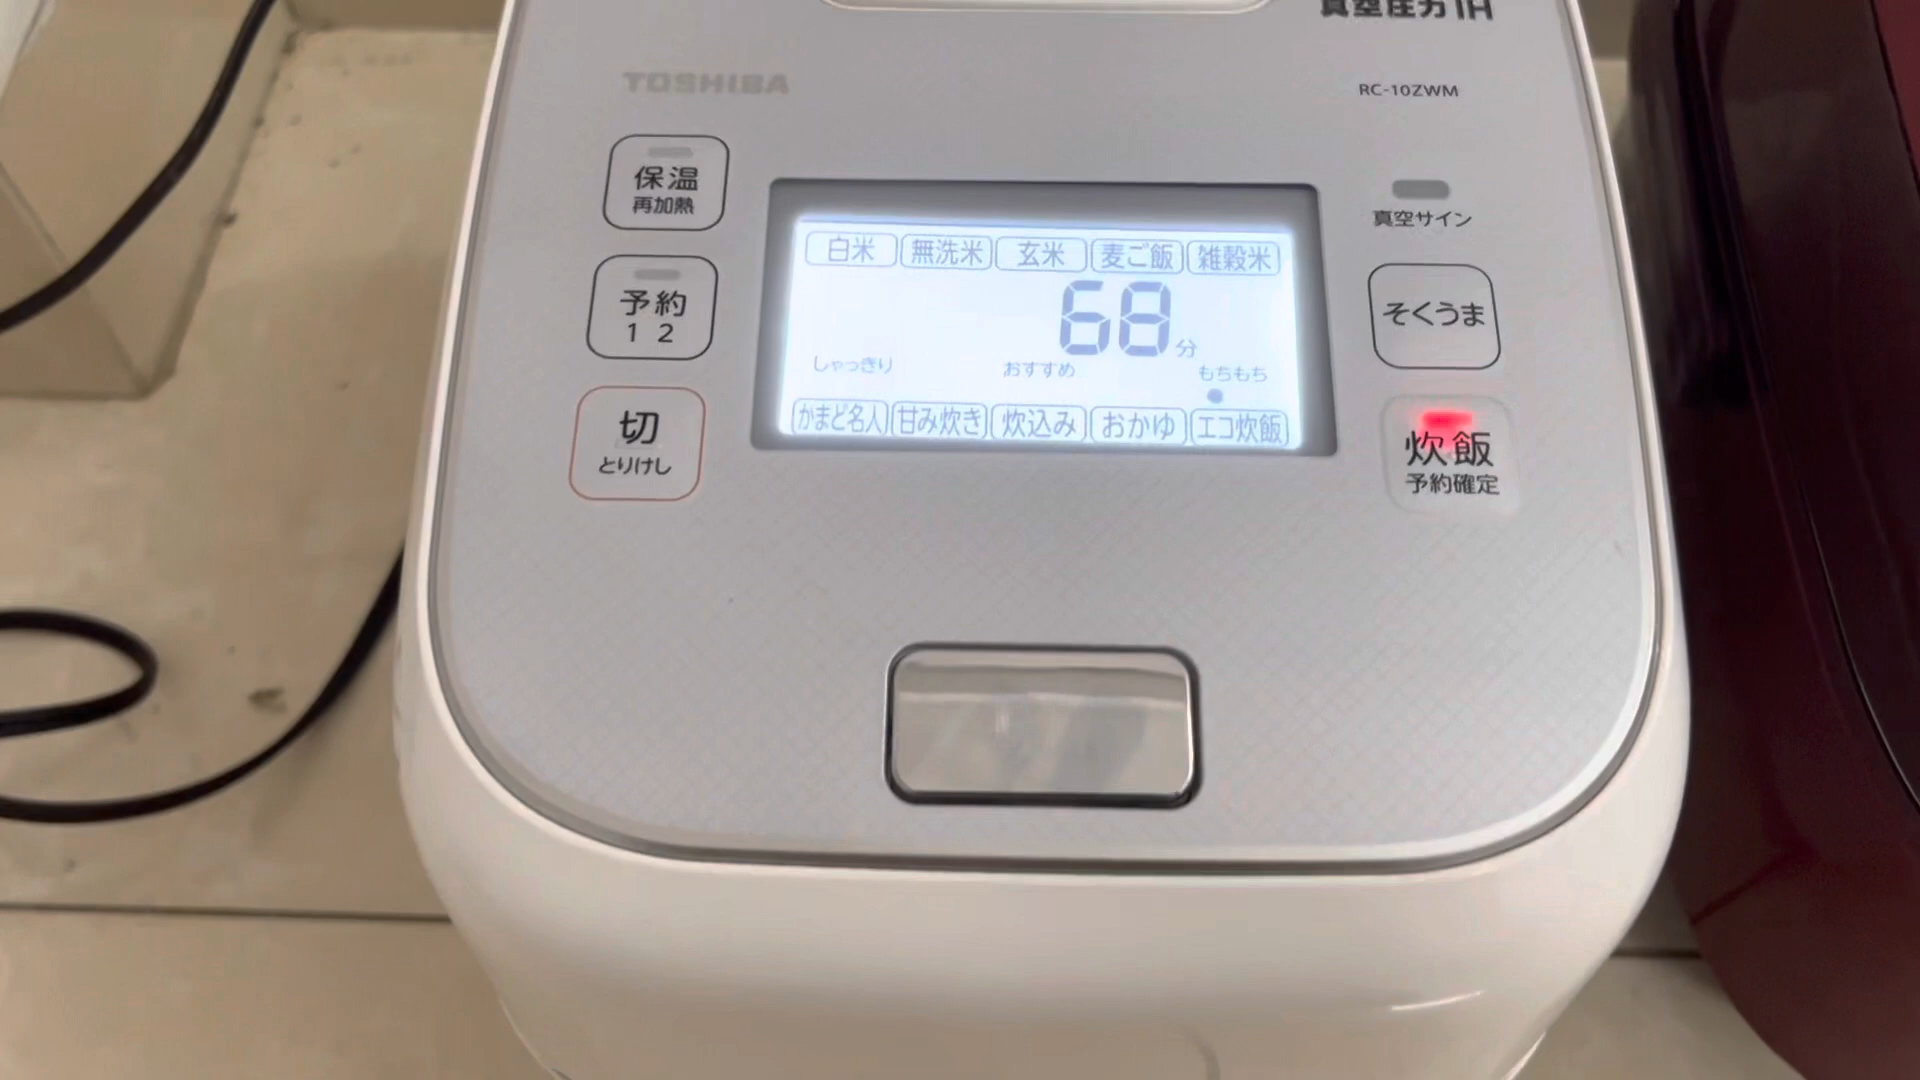 真空圧力IH
TOSHIBA
RC-10ZWM
保温
再加熱
真空サイン
白米 無洗米 玄米 麦ご飯 雑穀米
予約
1 2
68分
そくうま
しゃっきり おすすめ もちもち
かまど名人 甘み炊き 炊込み おかゆ エコ炊飯
切
とりけし
炊飯
予約確定